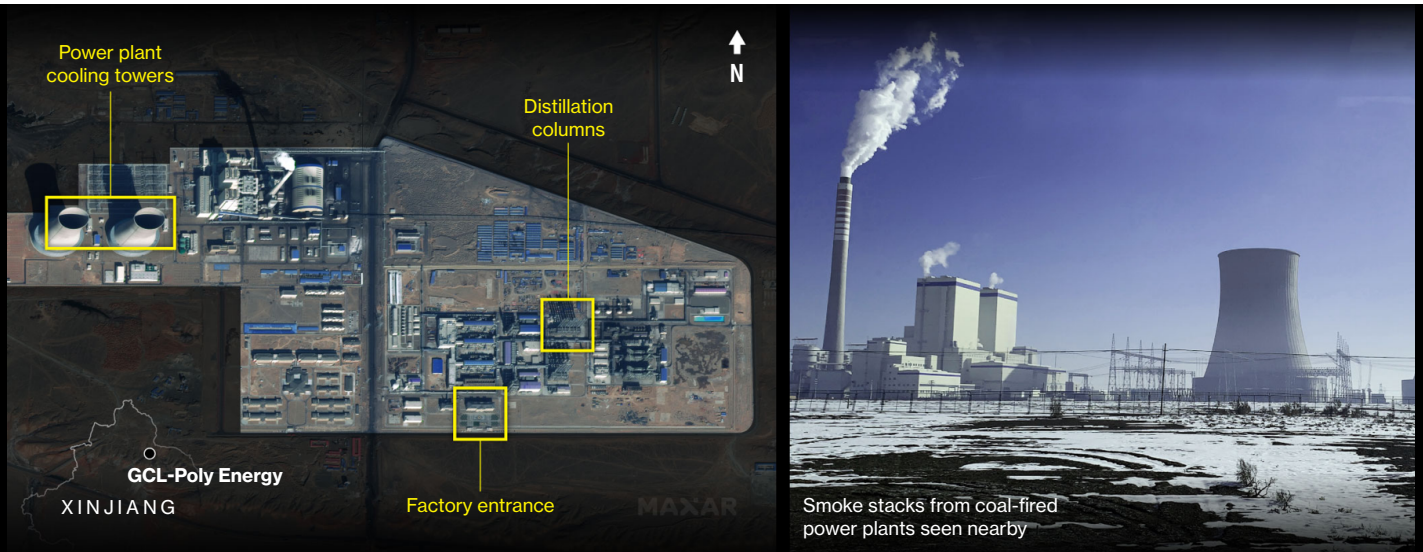 Power plant
cooling towers
N
Distillation
columns
GCL-Poly Energy
XINJIANG
Factory entrance
MAXAR
Smoke stacks from coal-fired
power plants seen nearby